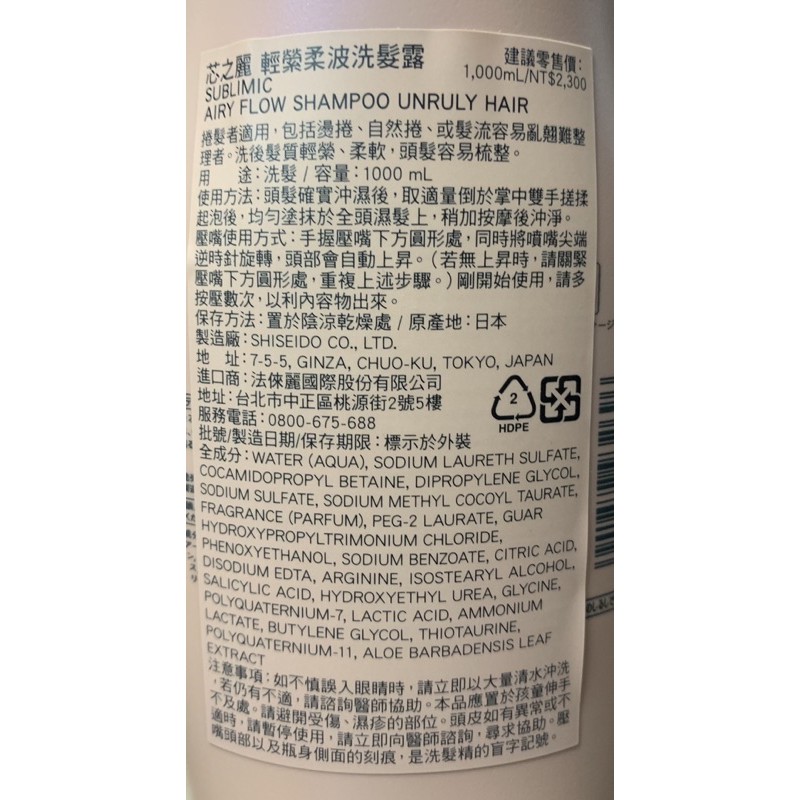 芯之麗 輕縈柔波洗髮露
建議零售價:
SUBLIMIC
1,000mL/NT$2,300
AIRY FLOW SHAMPOO UNRULY HAIR
捲髮者適用,包括燙捲、自然捲、或髮流容易亂翹難整
理者。洗後髮質輕縈、柔軟,頭髮容易梳整。
用 途:洗髮 / 容量:1000 mL
使用方法:頭髮確實沖濕後,取適量倒於掌中雙手搓揉
起泡後,均勻塗抹於全頭濕髮上,稍加按摩後沖淨。
壓嘴使用方式:手握壓嘴下方圓形處,同時將噴嘴尖端
逆時針旋轉,頭部會自動上昇。(若無上昇時,請關緊
壓嘴下方圓形處,重複上述步驟。)剛開始使用,請多
按壓數次,以利內容物出來。
保存方法:置於陰涼乾燥處 / 原產地:日本
製造廠:SHISEIDO CO., LTD.
地 址:7-5-5, GINZA, CHUO-KU, TOKYO, JAPAN
進口商:法倈麗國際股份有限公司
地址:台北市中正區桃源街2號5樓
服務電話:0800-675-688
2
HDPE
批號/製造日期/保存期限:標示於外裝
全成分:WATER (AQUA), SODIUM LAURETH SULFATE,
COCAMIDOPROPYL BETAINE, DIPROPYLENE GLYCOL,
SODIUM SULFATE, SODIUM METHYL COCOYL TAURATE,
FRAGRANCE (PARFUM), PEG-2 LAURATE, GUAR
HYDROXYPROPYLTRIMONIUM CHLORIDE,
PHENOXYETHANOL, SODIUM BENZOATE, CITRIC ACID,
DISODIUM EDTA, ARGININE, ISOSTEARYL ALCOHOL,
SALICYLIC ACID, HYDROXYETHYL UREA, GLYCINE,
POLYQUATERNIUM-7, LACTIC ACID, AMMONIUM
LACTATE, BUTYLENE GLYCOL, THIOTAURINE,
POLYQUATERNIUM-11, ALOE BARBADENSIS LEAF
EXTRACT
注意事項:如不慎誤入眼睛時,請立即以大量清水沖洗
,若仍有不適,請諮詢醫師協助。本品應置於孩童伸手
不及處。請避開受傷、濕疹的部位。頭皮如有異常或不
適時,請暫停使用,請立即向醫師諮詢,尋求協助。壓
嘴頭部以及瓶身側面的刻痕,是洗髮精的盲字記號。